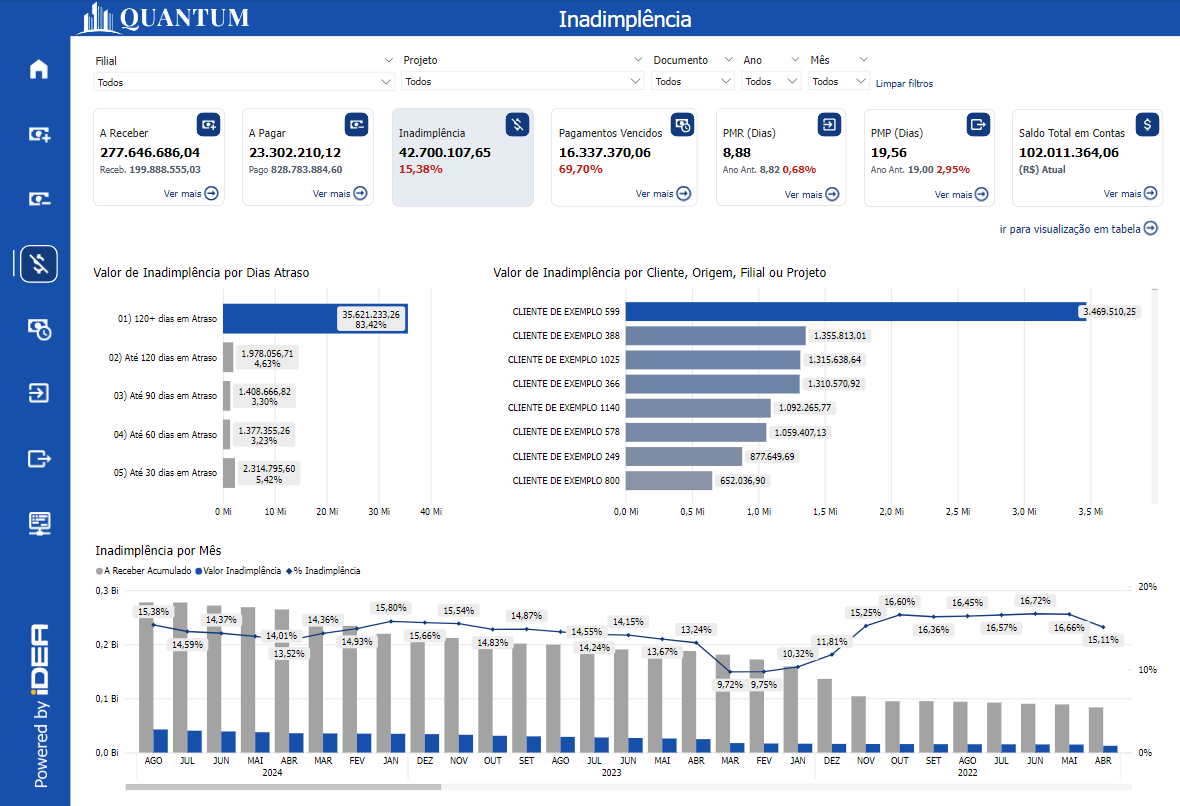 QUANTUM
Inadimplência
Filial
Todos
Projeto
Todos
Documento
Todos
Ano
Todos
Mês
Todos
Limpar filtros
A Receber
277.646.686,04
Receb. 199.888.555,03
Ver mais
A Pagar
23.302.210,12
Pago 828.783.884,60
Ver mais
Inadimplência
42.700.107,65
15,38%
Pagamentos Vencidos
16.337.370,06
69,70%
Ver mais
PMR (Dias)
8,88
Ano Ant. 8,82 0,68%
Ver mais
PMP (Dias)
19,56
Ano Ant. 19,00 2,95%
Ver mais
Saldo Total em Contas
102.011.364,06
(R$) Atual
Ver mais
ir para visualização em tabela
Valor de Inadimplência por Dias Atraso
01) 120+ dias em Atraso
35.621.233,26
83,42%
02) Até 120 dias em Atraso
1.978.056,71
4,63%
03) Até 90 dias em Atraso
1.408.666,82
3,30%
04) Até 60 dias em Atraso
1.377.355,26
3,23%
05) Até 30 dias em Atraso
2.314.795,60
5,42%
0 Mi 10 Mi 20 Mi 30 Mi 40 Mi
Valor de Inadimplência por Cliente, Origem, Filial ou Projeto
CLIENTE DE EXEMPLO 599 3.469.510,25
CLIENTE DE EXEMPLO 388 1.355.813,01
CLIENTE DE EXEMPLO 1025 1.315.638,64
CLIENTE DE EXEMPLO 366 1.310.570,92
CLIENTE DE EXEMPLO 1140 1.092.265,77
CLIENTE DE EXEMPLO 578 1.059.407,13
CLIENTE DE EXEMPLO 249 877.649,69
CLIENTE DE EXEMPLO 800 652.036,90
0,0 Mi 0,5 Mi 1,0 Mi 1,5 Mi 2,0 Mi 2,5 Mi 3,0 Mi 3,5 Mi
Inadimplência por Mês
A Receber Acumulado Valor Inadimplência % Inadimplência
0,3 Bi
0,2 Bi
0,1 Bi
0,0 Bi
15,38% 14,59% 14,37% 14,01% 13,52% 14,36% 14,93% 15,80% 15,66% 15,54% 14,83% 14,87% 14,55% 14,24% 14,15% 13,67% 13,24% 9,72% 9,75% 10,32% 11,81% 15,25% 16,60% 16,36% 16,45% 16,57% 16,72% 16,66% 15,11%
20%
10%
0%
AGO JUL JUN MAI ABR MAR FEV JAN DEZ NOV OUT SET AGO JUL JUN MAI ABR MAR FEV JAN DEZ NOV OUT SET AGO JUL JUN MAI ABR
2024 2023 2022
Powered by iDEA